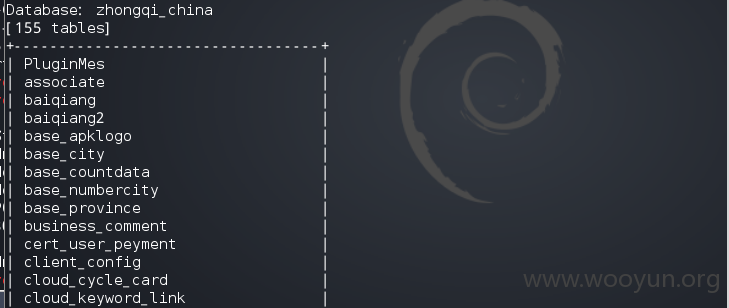 Database: zhongqi_china
[155 tables]
+---------------------------------+
| PluginMes |
| associate |
| baiqiang |
| baiqiang2 |
| base_apklogo |
| base_city |
| base_countdata |
| base_numbercity |
| base_province |
| business_comment |
| cert_user_peyment |
| client_config |
| cloud_cycle_card |
| cloud_keyword_link |
www.wooyun.org